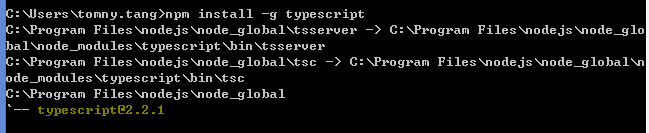 C:\Users\tomny.tang>npm install -g typescript
C:\Program Files\nodejs\node_global\tsserver -> C:\Program Files\nodejs\node_glo
bal\node_modules\typescript\bin\tsserver
C:\Program Files\nodejs\node_global\tsc -> C:\Program Files\nodejs\node_global\n
ode_modules\typescript\bin\tsc
C:\Program Files\nodejs\node_global
`-- typescript@2.2.1